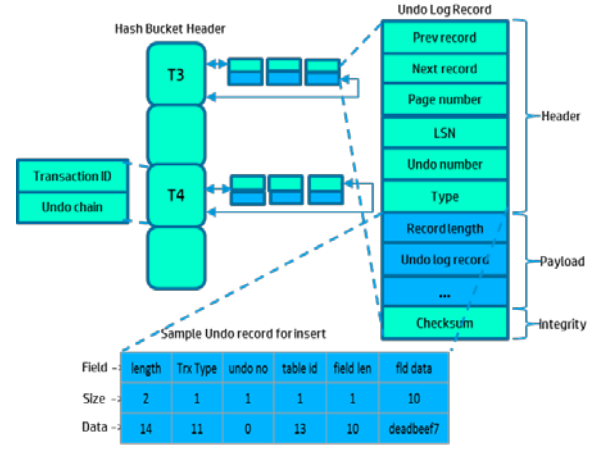 Undo Log Record
Hash Bucket Header
Prev record
Next record
Page number
LSN
Undo number
Type
Header
T3
Transaction ID
Undo chain
T4
Record length
Undo log record
...
Payload
Checksum
Integrity
Sample Undo record for insert
Field length Trx Type undo no table id field len fld data
Size 2 1 1 1 1 10
Data 14 11 0 13 10 deadbeef7